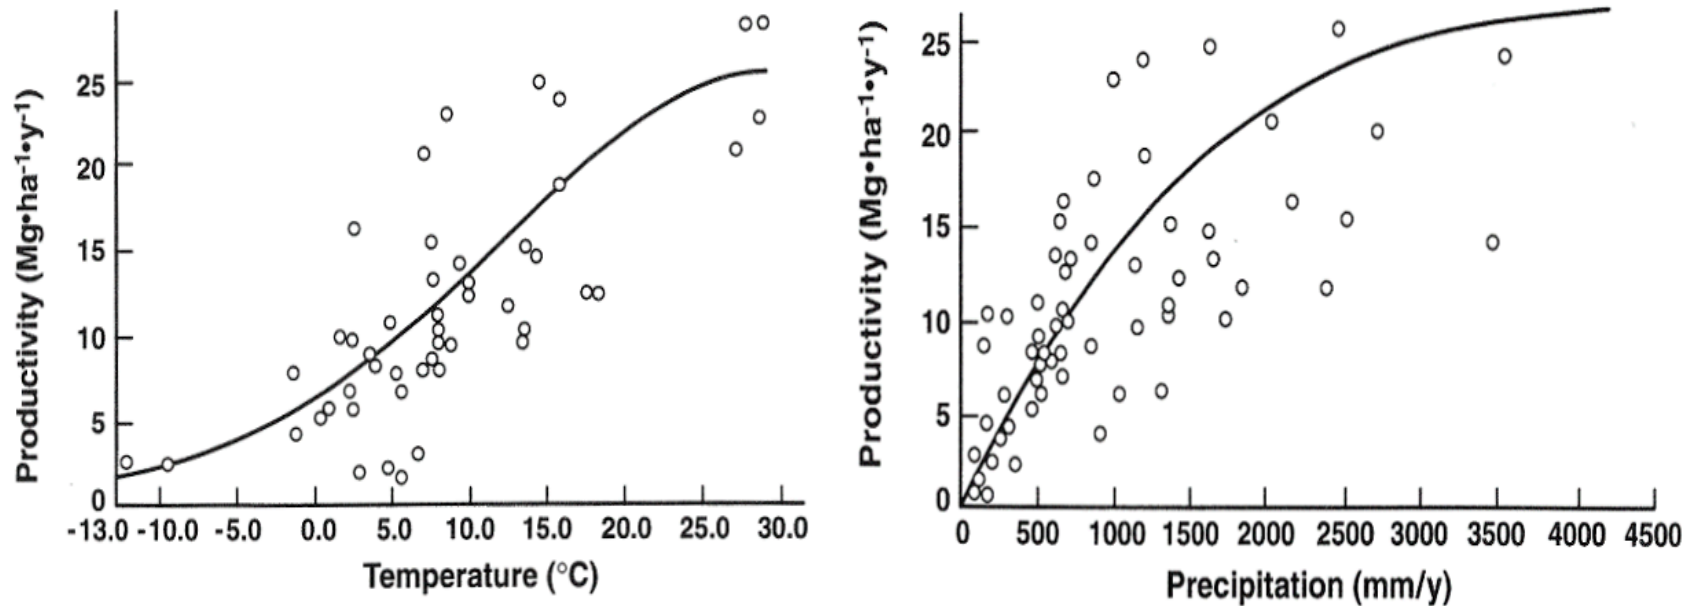 Productivity (Mg•ha⁻¹•y⁻¹)
25
20
15
10
5
0
-13.0 -10.0 -5.0 0.0 5.0 10.0 15.0 20.0 25.0 30.0
Temperature (°C)
Productivity (Mg•ha⁻¹•y⁻¹)
25
20
15
10
5
0
0 500 1000 1500 2000 2500 3000 3500 4000 4500
Precipitation (mm/y)